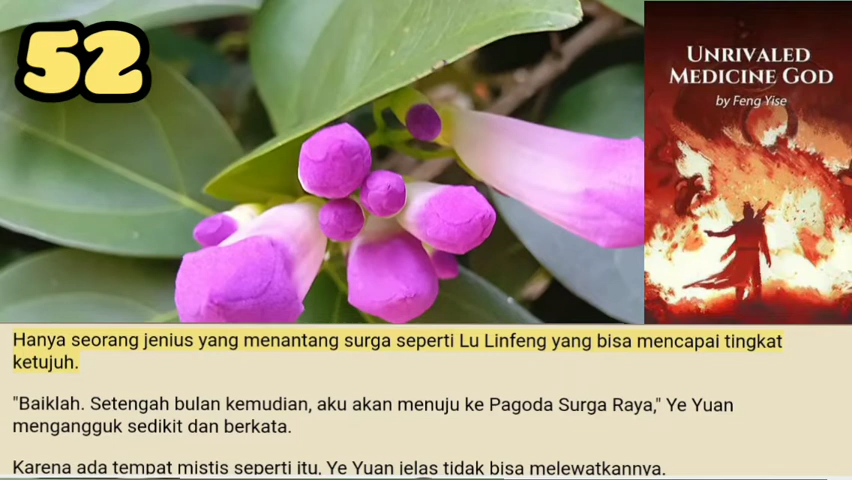 52
UNRIVALED
MEDICINE GOD
by Feng Yise
Hanya seorang jenius yang menantang surga seperti Lu Linfeng yang bisa mencapai tingkat
ketujuh.
"Baiklah. Setengah bulan kemudian, aku akan menuju ke Pagoda Surga Raya," Ye Yuan
mengangguk sedikit dan berkata.
Karena ada tempat mistis seperti itu, Ye Yuan jelas tidak bisa melewatkannya.